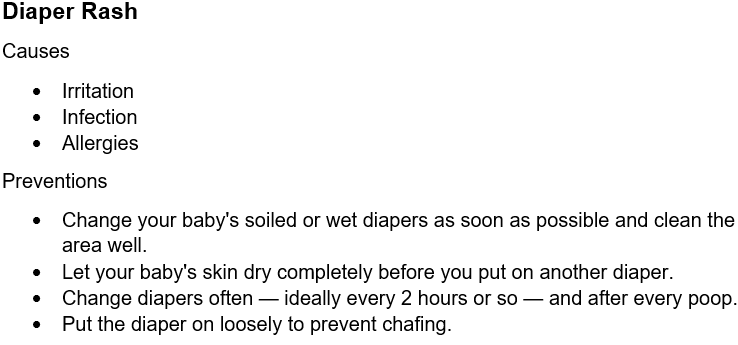 Diaper Rash
Causes
• Irritation
• Infection
• Allergies
Preventions
• Change your baby's soiled or wet diapers as soon as possible and clean the
area well.
• Let your baby's skin dry completely before you put on another diaper.
• Change diapers often — ideally every 2 hours or so — and after every poop.
• Put the diaper on loosely to prevent chafing.